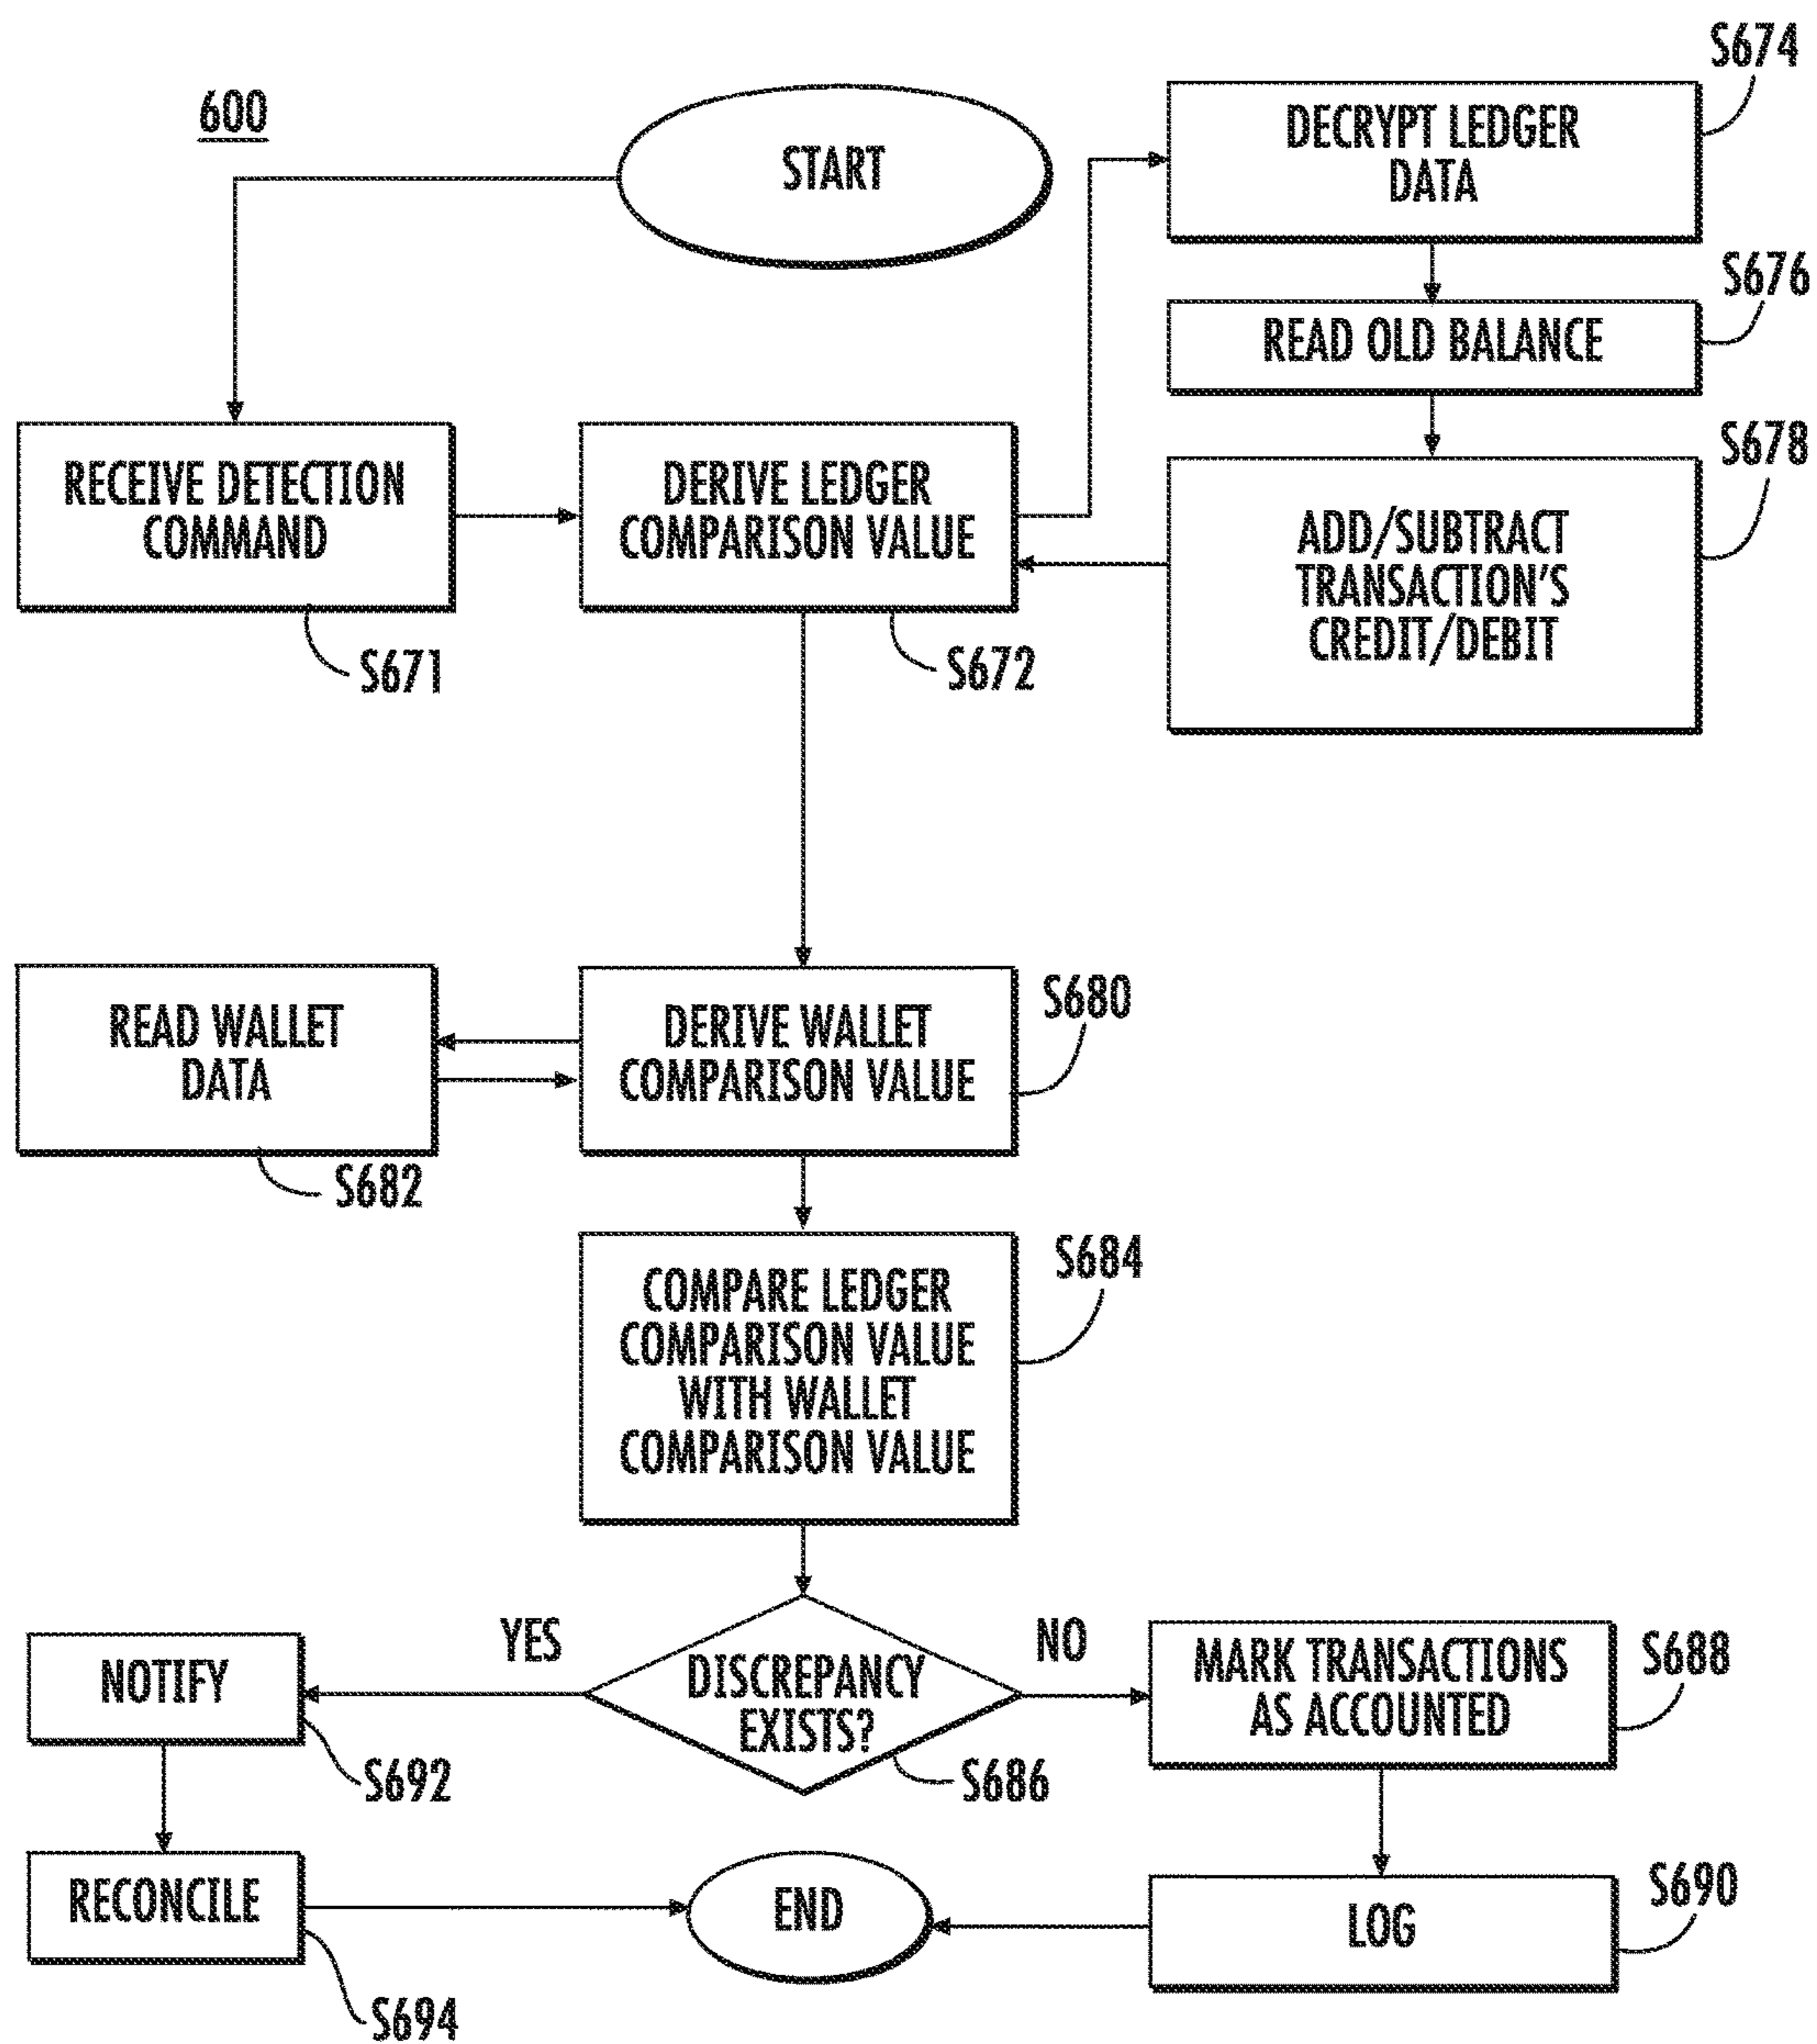 600
START
S674
DECRYPT LEDGER
DATA
S676
READ OLD BALANCE
S678
ADD/SUBTRACT
TRANSACTION'S
CREDIT/DEBIT
RECEIVE DETECTION
COMMAND
S671
DERIVE LEDGER
COMPARISON VALUE
S672
READ WALLET
DATA
S682
DERIVE WALLET
COMPARISON VALUE
S680
COMPARE LEDGER
COMPARISON VALUE
WITH WALLET
COMPARISON VALUE
S684
DISCREPANCY
EXISTS?
S686
YES
NO
NOTIFY
S692
MARK TRANSACTIONS
AS ACCOUNTED
S688
RECONCILE
S694
END
LOG
S690